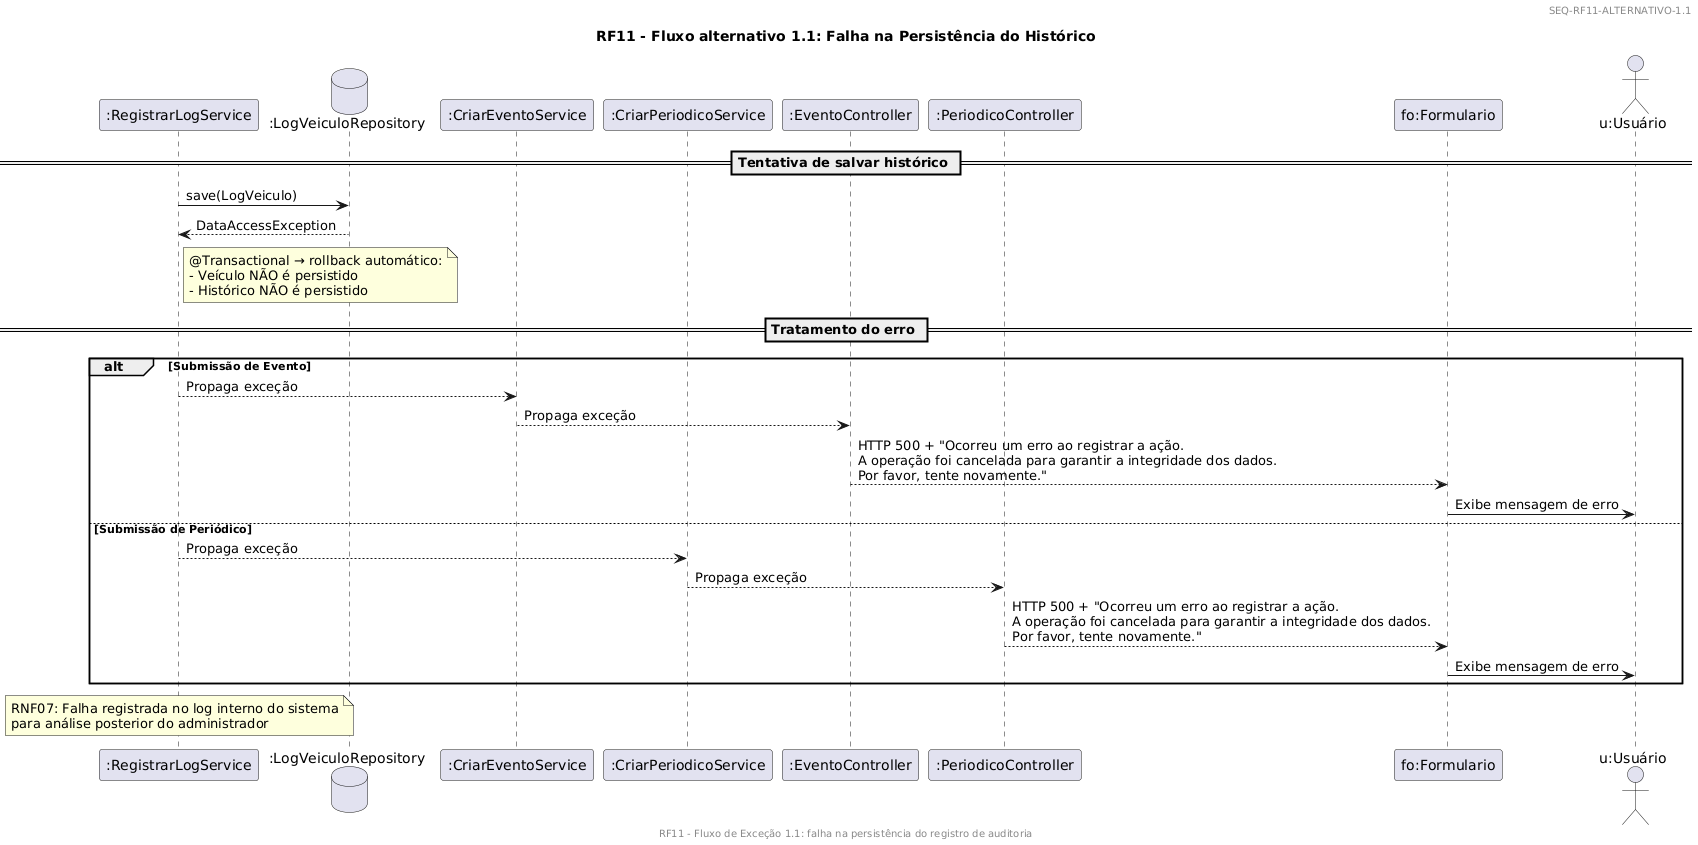 SEQ-RF11-ALTERNATIVO-1.1
RF11 - Fluxo alternativo 1.1: Falha na Persistência do Histórico
:RegistrarLogService
:LogVeiculoRepository
:CriarEventoService
:CriarPeriodicoService
:EventoController
:PeriodicoController
fo:Formulario
u:Usuário
Tentativa de salvar histórico
save(LogVeiculo)
DataAccessException
@Transactional → rollback automático:
- Veículo NÃO é persistido
- Histórico NÃO é persistido
Tratamento do erro
alt
[Submissão de Evento]
Propaga exceção
Propaga exceção
HTTP 500 + "Ocorreu um erro ao registrar a ação.
A operação foi cancelada para garantir a integridade dos dados.
Por favor, tente novamente."
Exibe mensagem de erro
[Submissão de Periódico]
Propaga exceção
Propaga exceção
HTTP 500 + "Ocorreu um erro ao registrar a ação.
A operação foi cancelada para garantir a integridade dos dados.
Por favor, tente novamente."
Exibe mensagem de erro
RNF07: Falha registrada no log interno do sistema
para análise posterior do administrador
:RegistrarLogService
:LogVeiculoRepository
:CriarEventoService
:CriarPeriodicoService
:EventoController
:PeriodicoController
fo:Formulario
u:Usuário
RF11 - Fluxo de Exceção 1.1: falha na persistência do registro de auditoria